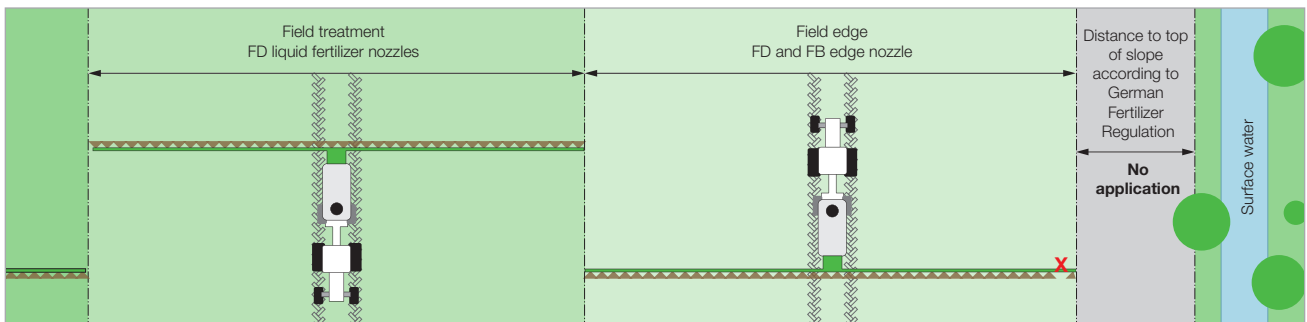 Field treatment
FD liquid fertilizer nozzles
Field edge
FD and FB edge nozzle
Distance to top
of slope
according to
German
Fertilizer
Regulation
No
application
Surface water
X